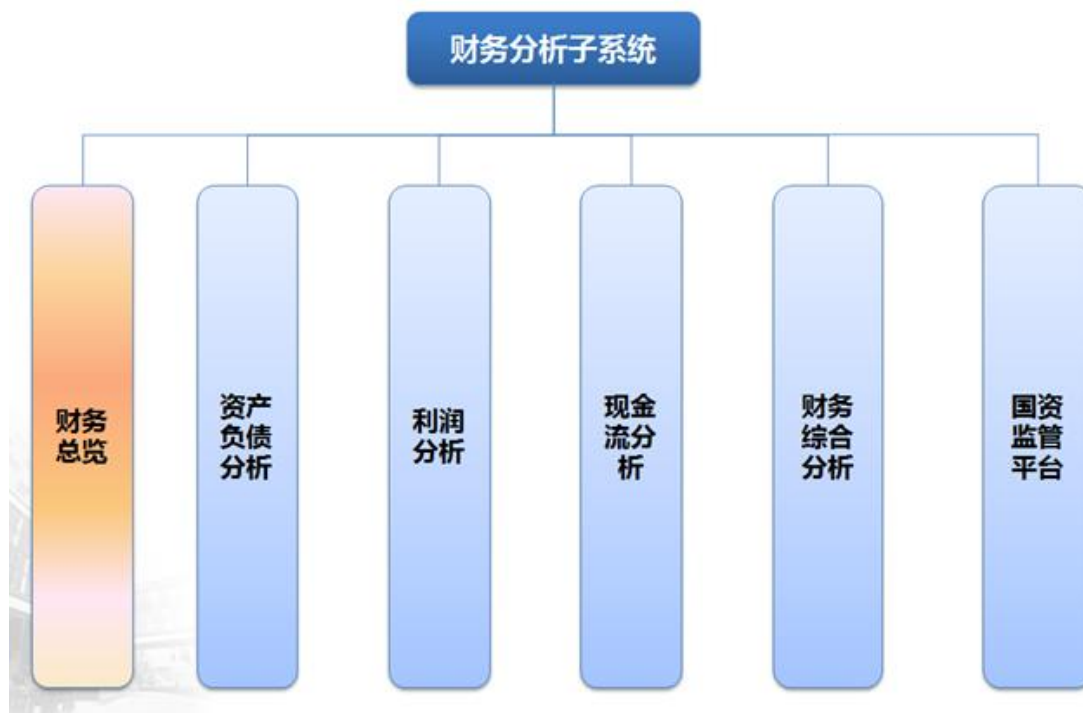 财务分析子系统
财务
总览
资产
负债
分析
利润
分析
现金
流分
析
财务
综合
分析
国资
监管
平台